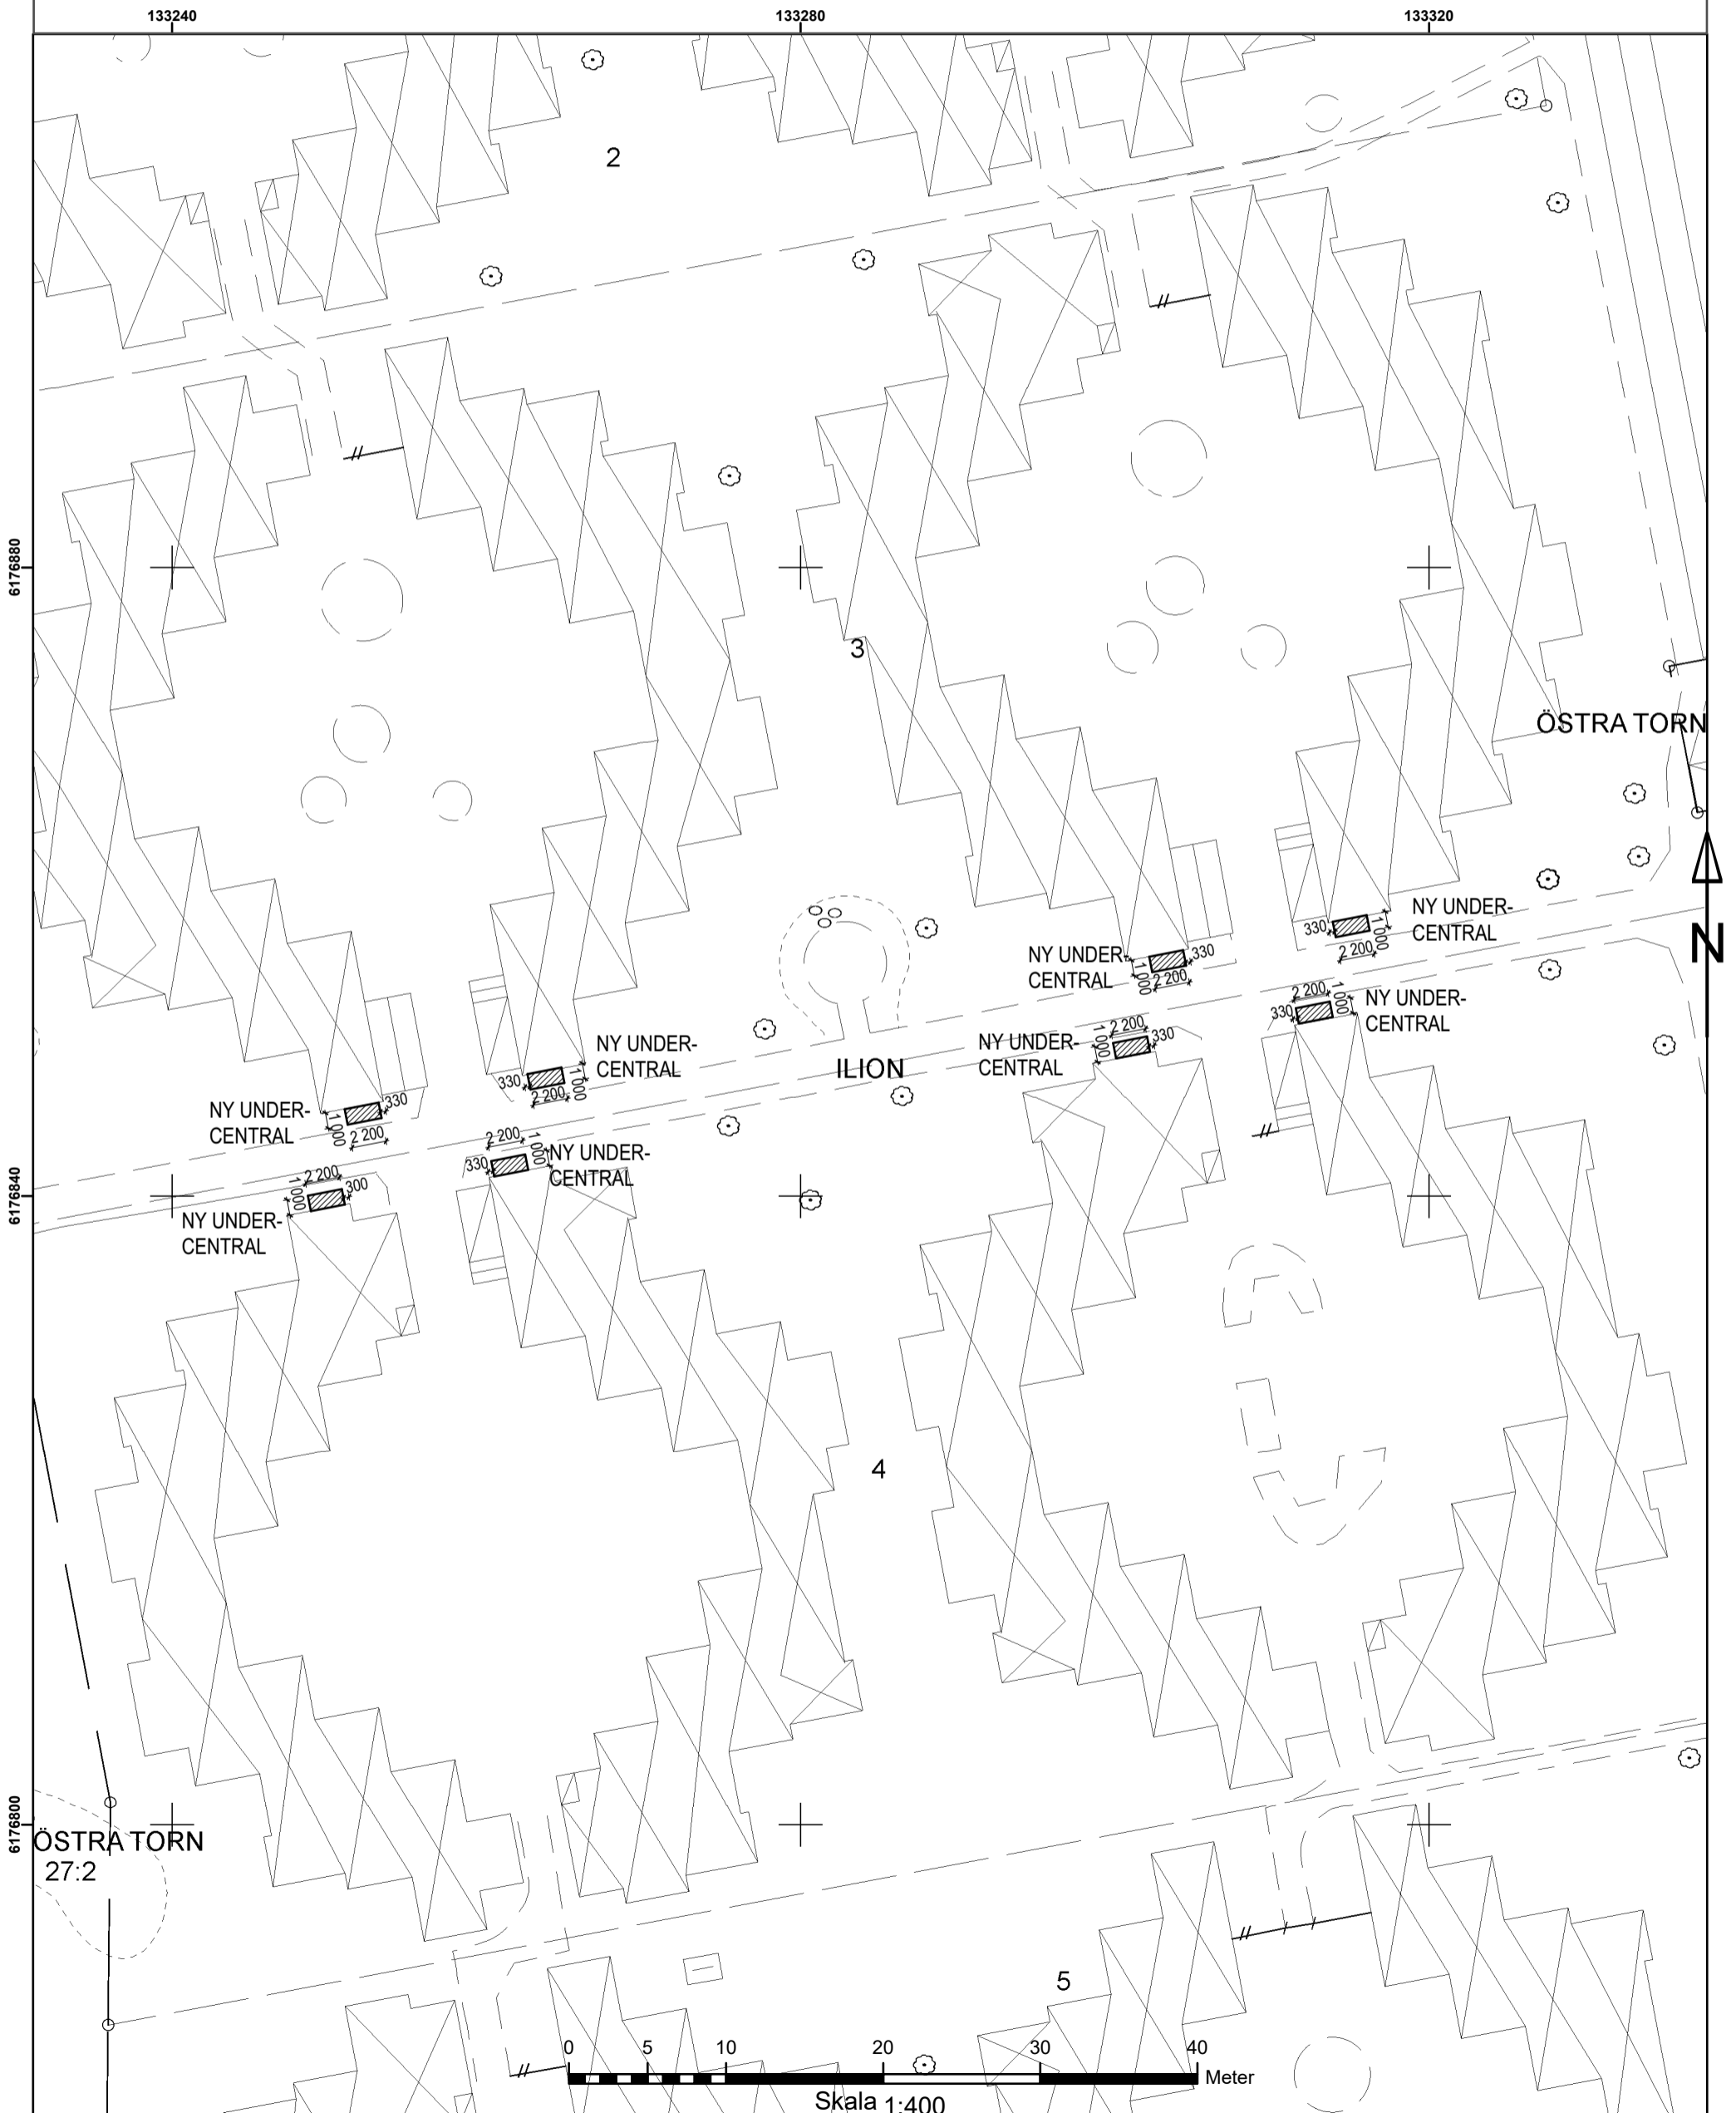 133240
133280
133320
2
6176880
3
ÖSTRA TORN
NY UNDER-
CENTRAL
330
1 000
2 200
NY UNDER-
CENTRAL
330
1 000
2 200
N
2 200
1 000
330
NY UNDER-
CENTRAL
2 200
1 000
330
NY UNDER-
CENTRAL
ILION
NY UNDER-
CENTRAL
330
1 000
2 200
NY UNDER-
CENTRAL
330
1 000
2 200
2 200
1 000
330
NY UNDER-
CENTRAL
2 200
1 000
300
NY UNDER-
CENTRAL
6176840
4
6176800
ÖSTRA TORN
27:2
5
0
5
10
20
30
40
Meter
Skala 1:400